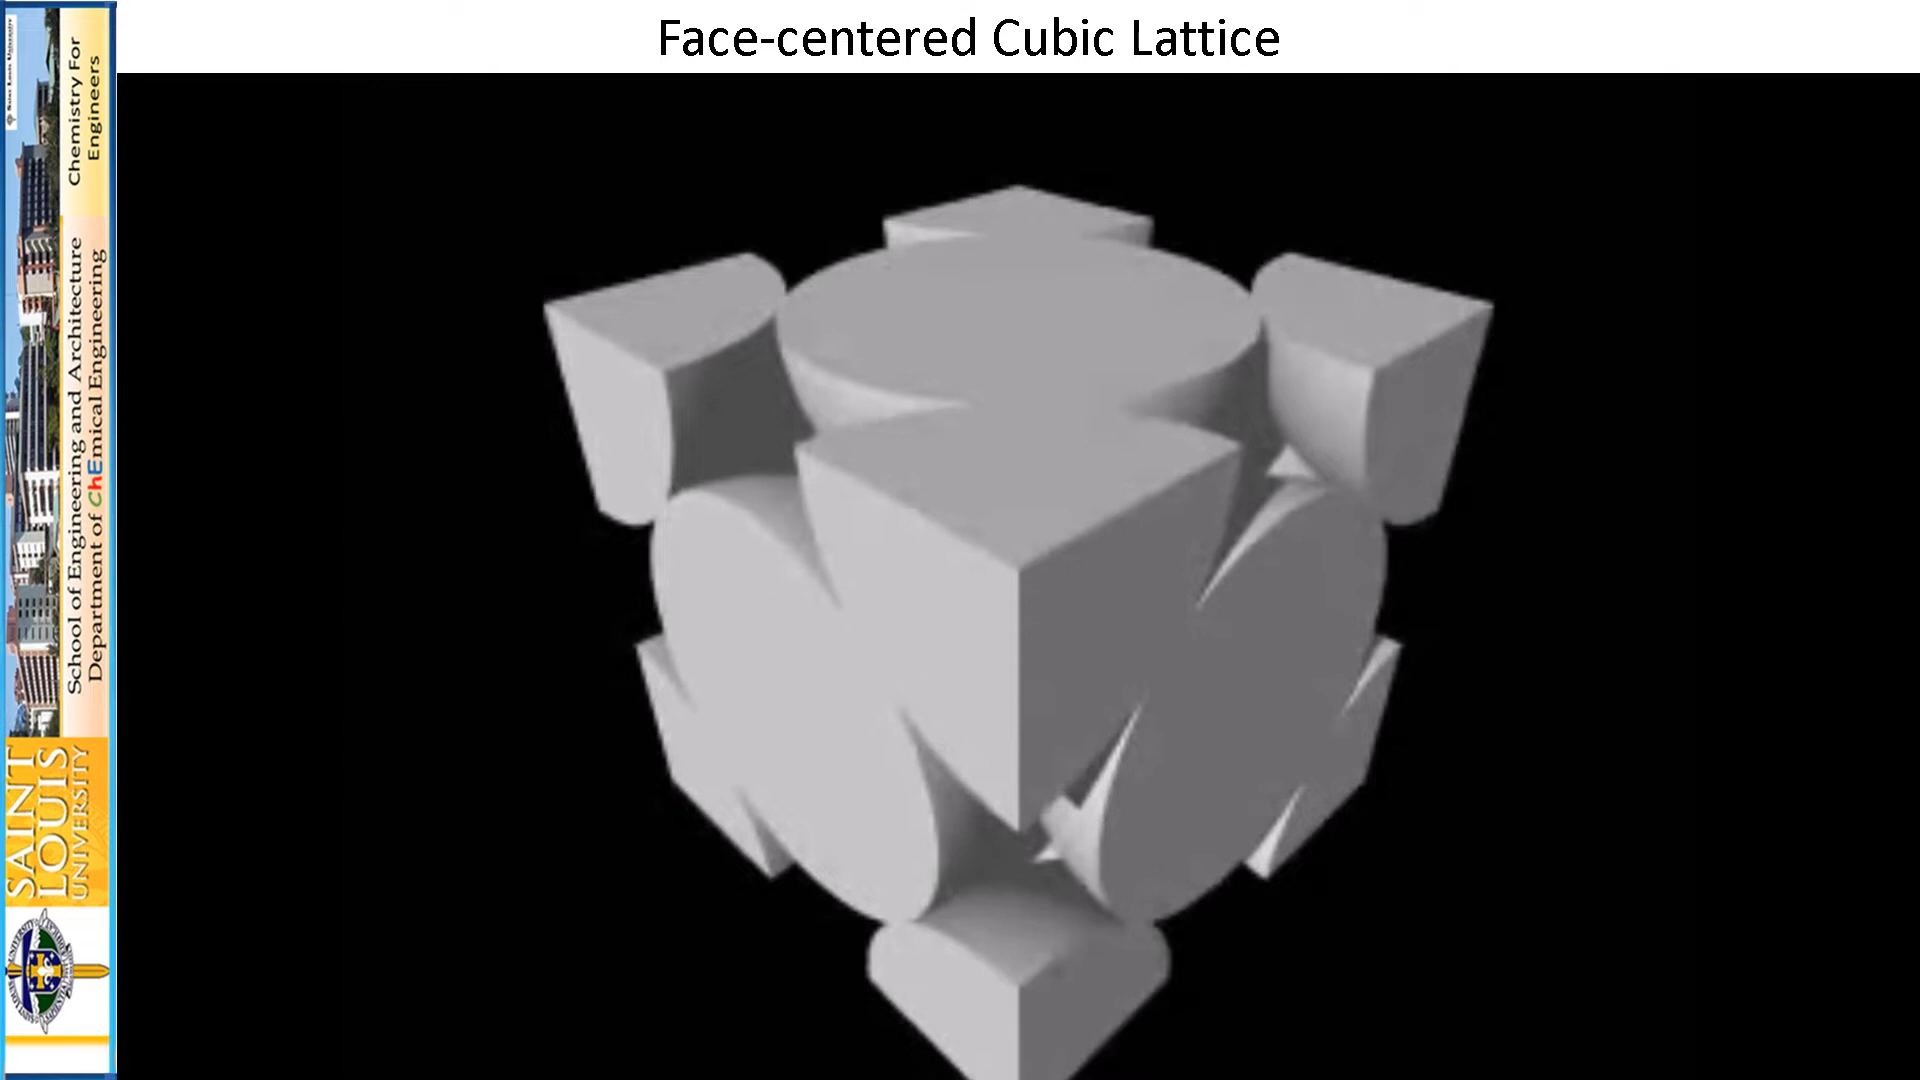 Face-centered Cubic Lattice
Chemistry For
Engineers
School of Engineering and Architecture
Department of ChEmical Engineering
SAINT
LOUIS
UNIVERSITY